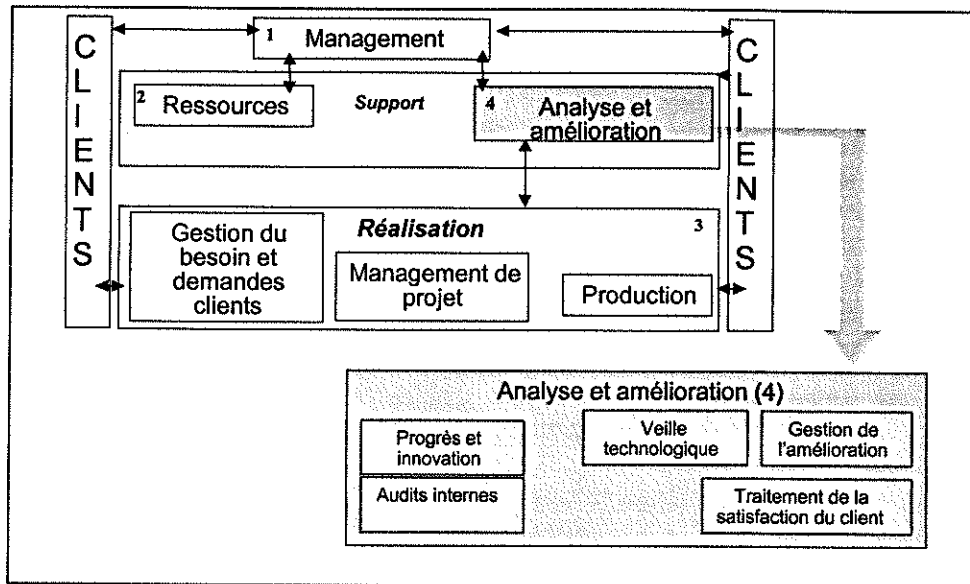 CLIENTS
1 Management
2 Ressources
Support
4 Analyse et
amélioration
CLIENTS
Réalisation
3
Gestion du
besoin et
demandes
clients
Management de
projet
Production
Analyse et amélioration (4)
Progrès et
innovation
Veille
technologique
Gestion de
l'amélioration
Audits internes
Traitement de la
satisfaction du client